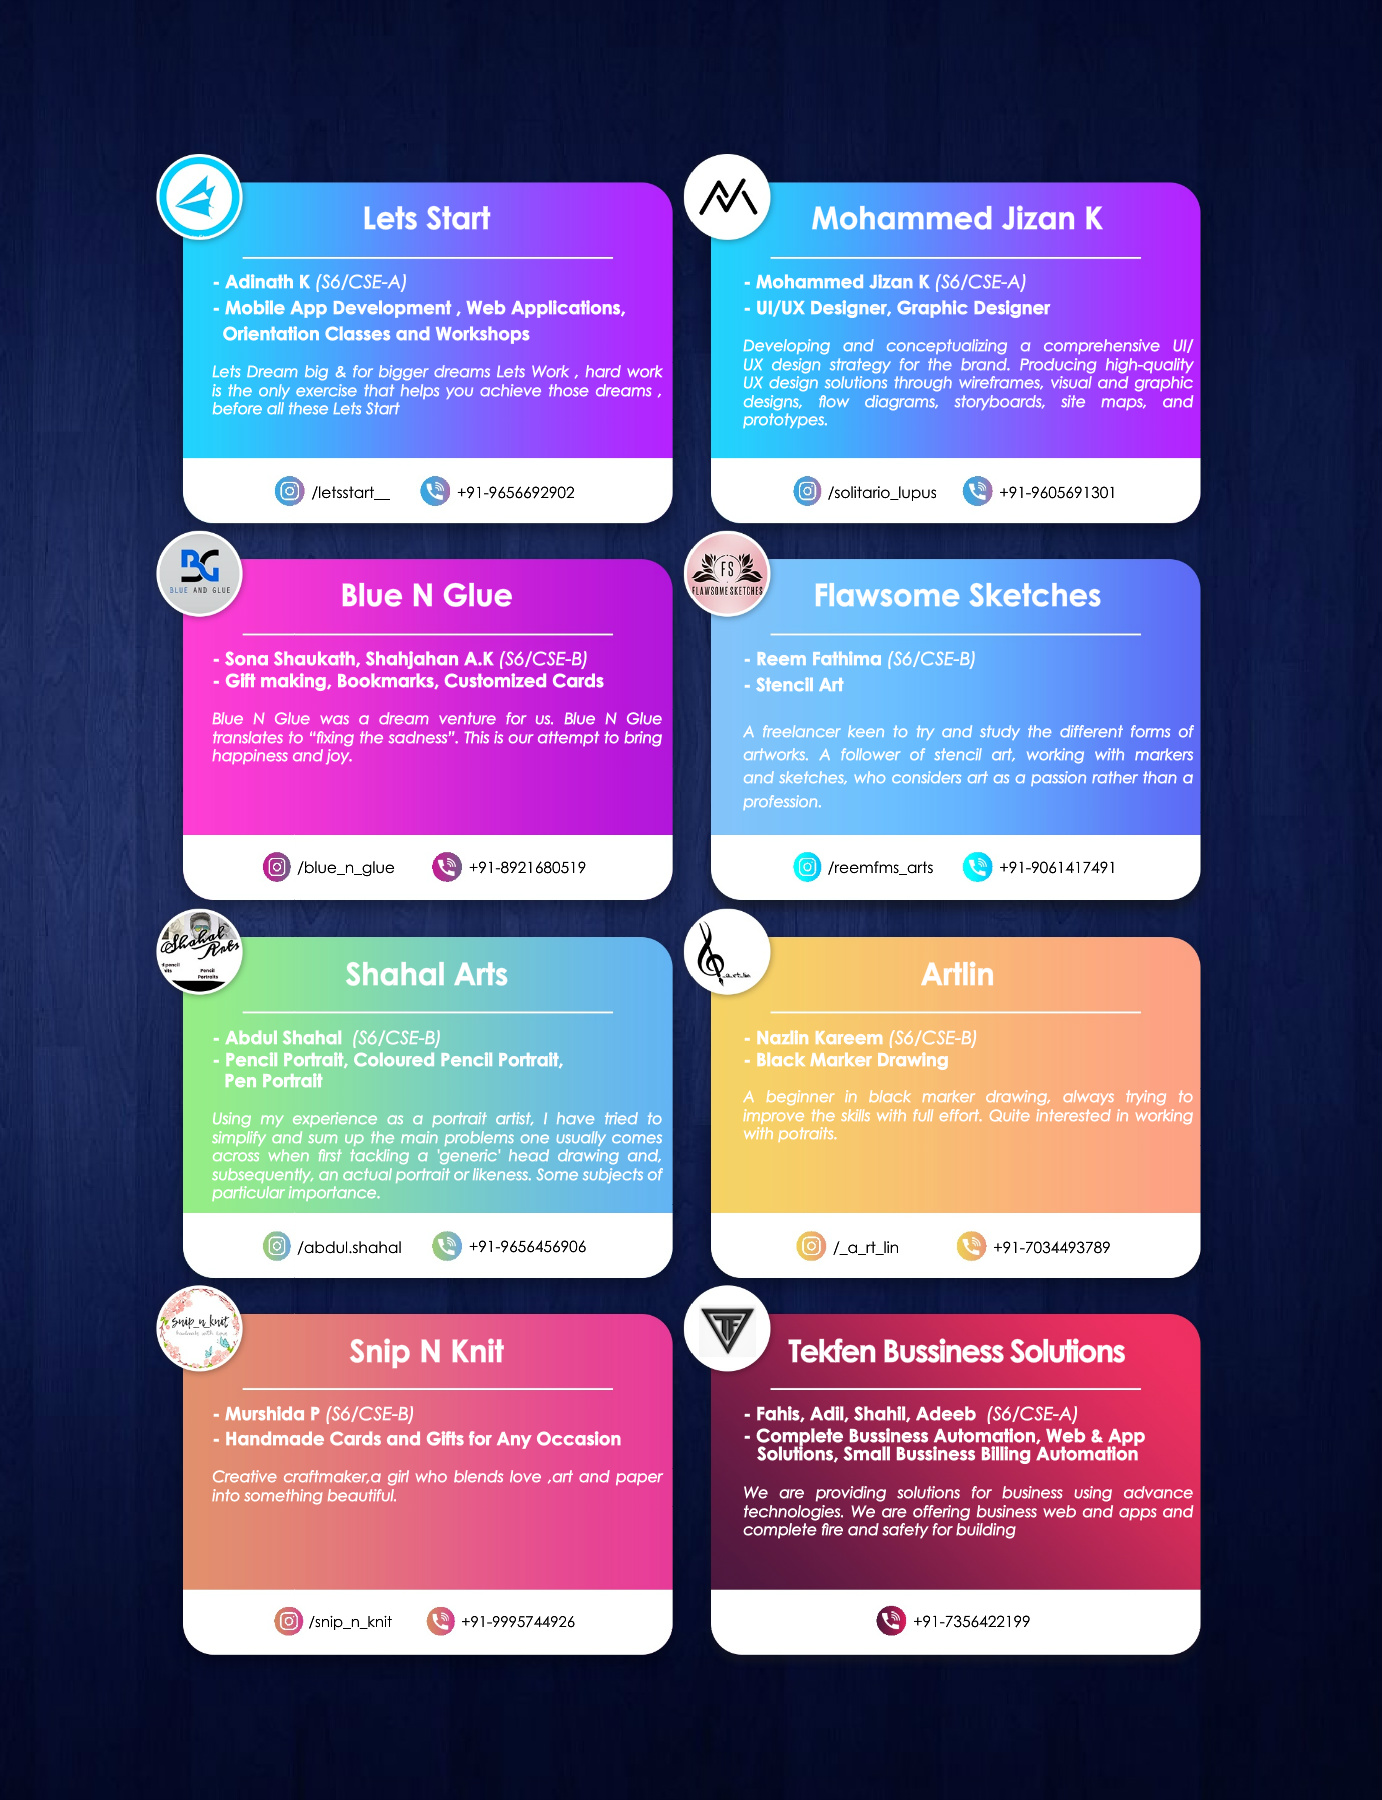 Lets Start
- Adinath K (S6/CSE-A)
- Mobile App Development , Web Applications,
Orientation Classes and Workshops
Lets Dream big & for bigger dreams Lets Work , hard work
is the only exercise that helps you achieve those dreams ,
before all these Lets Start
/letsstart__ +91-9656692902
Mohammed Jizan K
- Mohammed Jizan K (S6/CSE-A)
- UI/UX Designer, Graphic Designer
Developing and conceptualizing a comprehensive UI/
UX design strategy for the brand. Producing high-quality
UX design solutions through wireframes, visual and graphic
designs, flow diagrams, storyboards, site maps, and
prototypes.
/solitario_lupus +91-9605691301
BG
BLUE AND GLUE
Blue N Glue
- Sona Shaukath, Shahjahan A.K (S6/CSE-B)
- Gift making, Bookmarks, Customized Cards
Blue N Glue was a dream venture for us. Blue N Glue
translates to “fixing the sadness”. This is our attempt to bring
happiness and joy.
/blue_n_glue +91-8921680519
FS
FLAWSOME SKETCHES
Flawsome Sketches
- Reem Fathima (S6/CSE-B)
- Stencil Art
A freelancer keen to try and study the different forms of
artworks. A follower of stencil art, working with markers
and sketches, who considers art as a passion rather than a
profession.
/reemfms_arts +91-9061417491
Shahal
Arts
Pencil
Portraits
Shahal Arts
- Abdul Shahal (S6/CSE-B)
- Pencil Portrait, Coloured Pencil Portrait,
Pen Portrait
Using my experience as a portrait artist, I have tried to
simplify and sum up the main problems one usually comes
across when first tackling a 'generic' head drawing and,
subsequently, an actual portrait or likeness. Some subjects of
particular importance.
/abdul.shahal +91-9656456906
_a_rt_lin
Artlin
- Nazlin Kareem (S6/CSE-B)
- Black Marker Drawing
A beginner in black marker drawing, always trying to
improve the skills with full effort. Quite interested in working
with potraits.
/_a_rt_lin +91-7034493789
snip_n_knit
handmade with love
Snip N Knit
- Murshida P (S6/CSE-B)
- Handmade Cards and Gifts for Any Occasion
Creative craftmaker,a girl who blends love ,art and paper
into something beautiful.
/snip_n_knit +91-9995744926
TF
Tekfen Bussiness Solutions
- Fahis, Adil, Shahil, Adeeb (S6/CSE-A)
- Complete Bussiness Automation, Web & App
Solutions, Small Bussiness Billing Automation
We are providing solutions for business using advance
technologies. We are offering business web and apps and
complete fire and safety for building
+91-7356422199